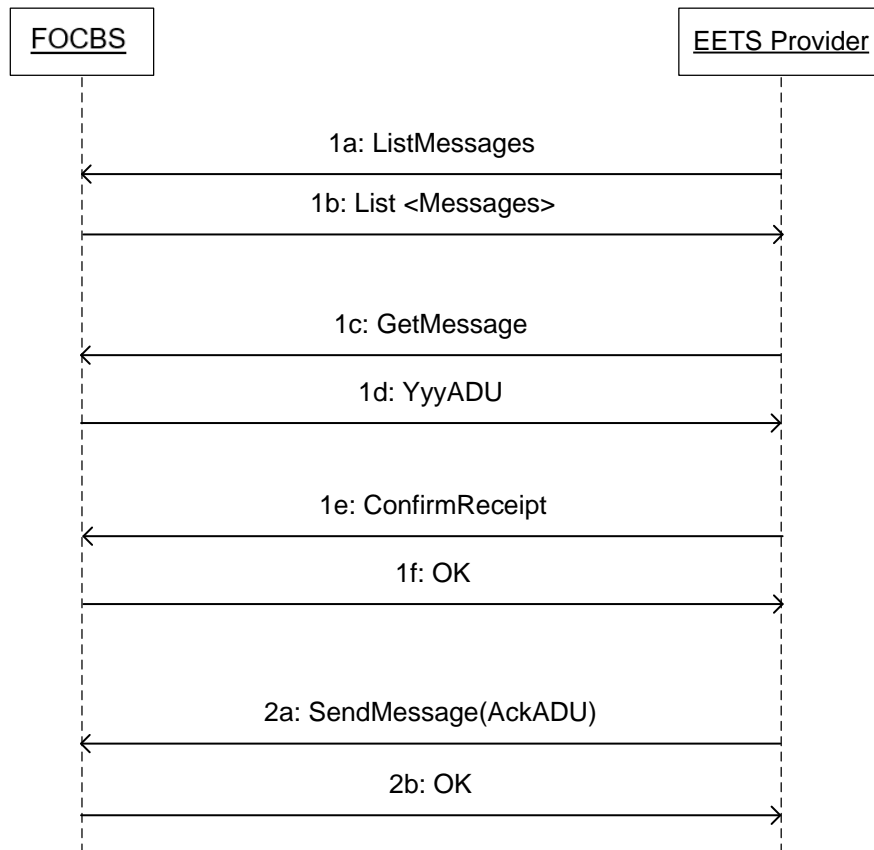 FOCBS
EETS Provider
1a: ListMessages
1b: List <Messages>
1c: GetMessage
1d: YyyADU
1e: ConfirmReceipt
1f: OK
2a: SendMessage(AckADU)
2b: OK